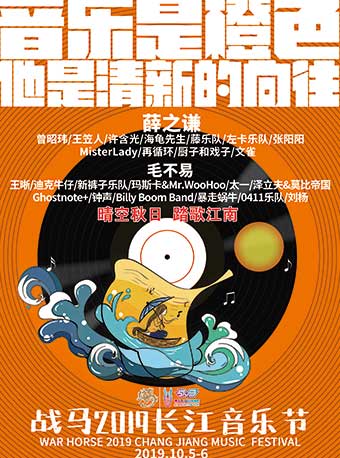 音乐是橙色
他是清新的向往
薛之谦
曾昭玮/王笠人/许含光/海龟先生/藤乐队/左卡乐队/张阳阳
MisterLady/再循环/厨子和戏子/文雀
毛不易
王晰/迪克牛仔/新裤子乐队/玛斯卡&Mr.WooHoo/太一/泽立夫&莫比帝国
Ghostnote+/钟声/Billy Boom Band/暴走蜗牛/0411乐队/刘杨
晴空秋日 踏歌江南
战马2019长江音乐节
WAR HORSE 2019 CHANG JIANG MUSIC FESTIVAL
2019.10.5-6